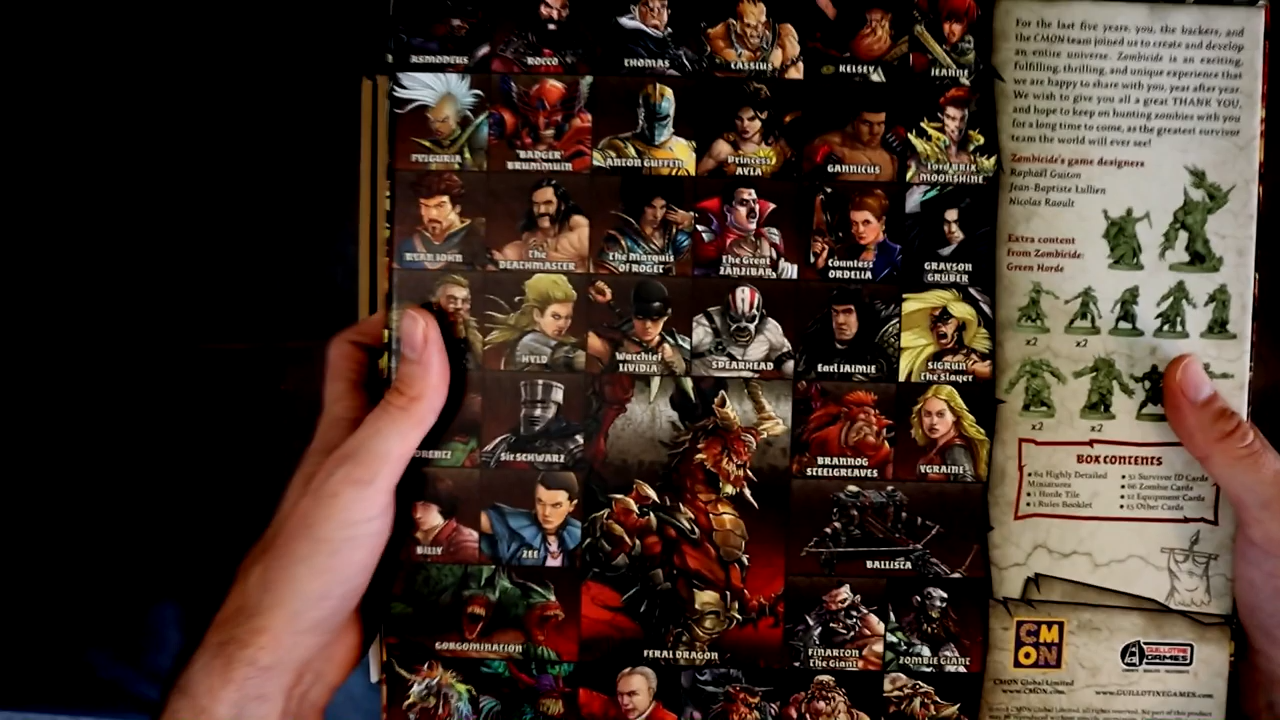 ASMODEUS
ROCCO
THOMAS
CASSIUS
KELSEY
JEANNE
"BADGER"
BRUMMUIN
ANTON GUFFEN
Princess
AYLA
GANNICUS
Lord BRIX
MOONSHINE
RYAN JOHN
The
DEATHMASTER
The Marquis
OF ROGET
The Great
ZANZIBAR
Countess
ORDELIA
GRAYSON
GRUBER
HYLD
Warchief
LIVIDIA
SPEARHEAD
Earl JAIMIE
SIGRUN
The Slayer
Sir SCHWARZ
BRANNOG
STEELGREAVES
YGRAINE
BILLY
ZEE
BALLISTA
GORGOMINATION
FERAL DRAGON
FINARTON
The Giant
ZOMBIE GIANT
For the last five years, you, the backers, and
the CMON team joined us to create and develop
an entire universe. Zombicide is an exciting,
fulfilling, thrilling, and unique experience that
we are happy to share with you, year after year.
We wish to give you all a great THANK YOU,
and hope to keep on hunting zombies with you
for a long time to come, as the greatest survivor
team the world will ever see!
Zombicide's game designers
Raphaël Guiton
Jean-Baptiste Lullien
Nicolas Raoult
Extra content
from Zombicide:
Green Horde
x2
x2
x2
x2
BOX CONTENTS
• 64 Highly Detailed
Miniatures
• 1 Horde Tile
• 1 Rules Booklet
• 66 Zombie Cards
• 12 Equipment Cards
• 15 Other Cards
CMON
GUILLOTINE
GAMES
CMON Global Limited
www.CMON.com
www.GUILLOTINEGAMES.com